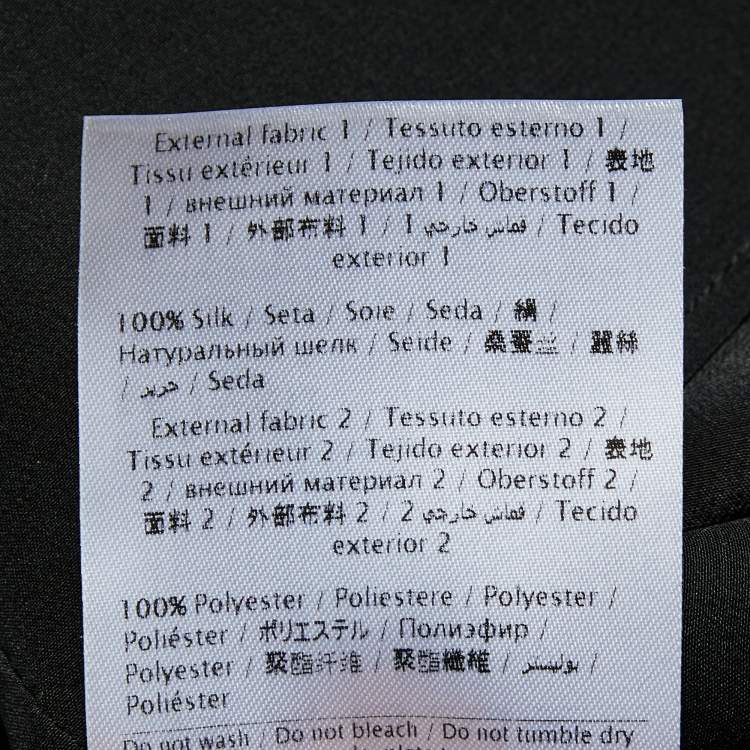 External fabric 1 / Tessuto esterno 1 /
Tissu extérieur 1 / Tejido exterior 1 / 表地
1 / внешний материал 1 / Oberstoff 1 /
面料 1 / 外部布料 1 / 1 قماش خارجي / Tecido
exterior 1
100% Silk / Seta / Soie / Seda / 絹 /
Натуральный шелк / Seide / 桑蚕丝 / 蠶絲
/ حرير / Seda
External fabric 2 / Tessuto esterno 2 /
Tissu extérieur 2 / Tejido exterior 2 / 表地
2 / внешний материал 2 / Oberstoff 2 /
面料 2 / 外部布料 2 / 2 قماش خارجي / Tecido
exterior 2
100% Polyester / Poliestere / Polyester /
Poliéster / ポリエステル / Полиэфир /
Polyester / 聚酯纤维 / 聚酯纖維 / بوليستر /
Poliéster
Do not wash / Do not bleach / Do not tumble dry